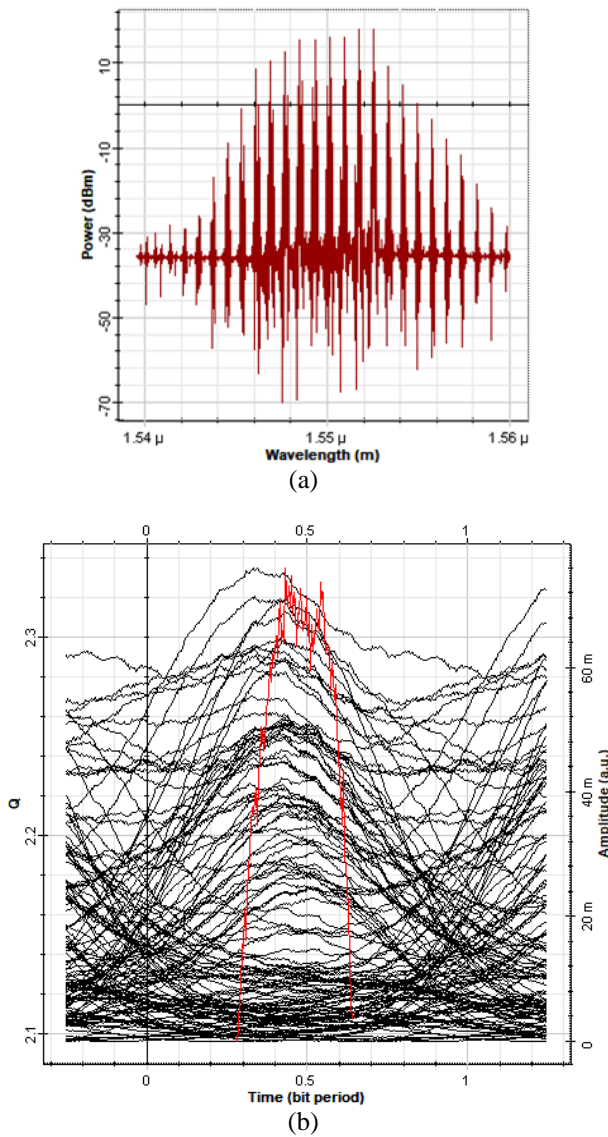 10
-10
-30
-50
-70
Power (dBm)
1.54 µ 1.55 µ 1.56 µ
Wavelength (m)
(a)
0 0.5 1
2.3
2.2
2.1
Q
60 m
40 m
20 m
0
Amplitude (a.u.)
0 0.5 1
Time (bit period)
(b)